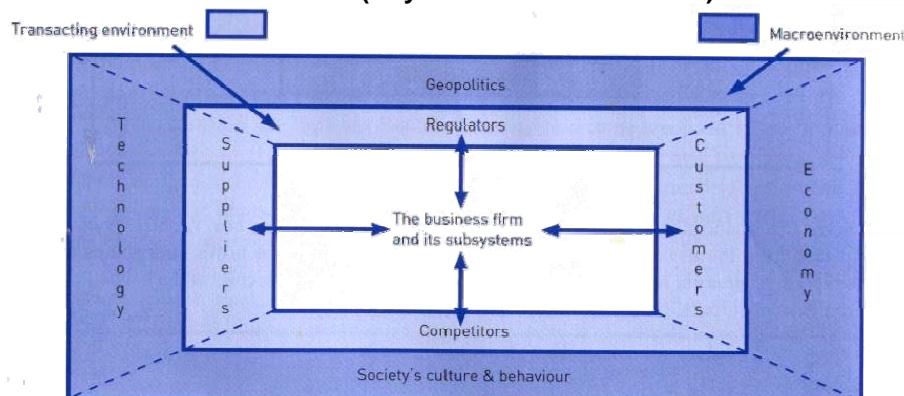 Transacting environment
Macroenvironment
Geopolitics
Regulators
Technology
Suppliers
The business firm
and its subsystems
Customers
Economy
Competitors
Society's culture & behaviour